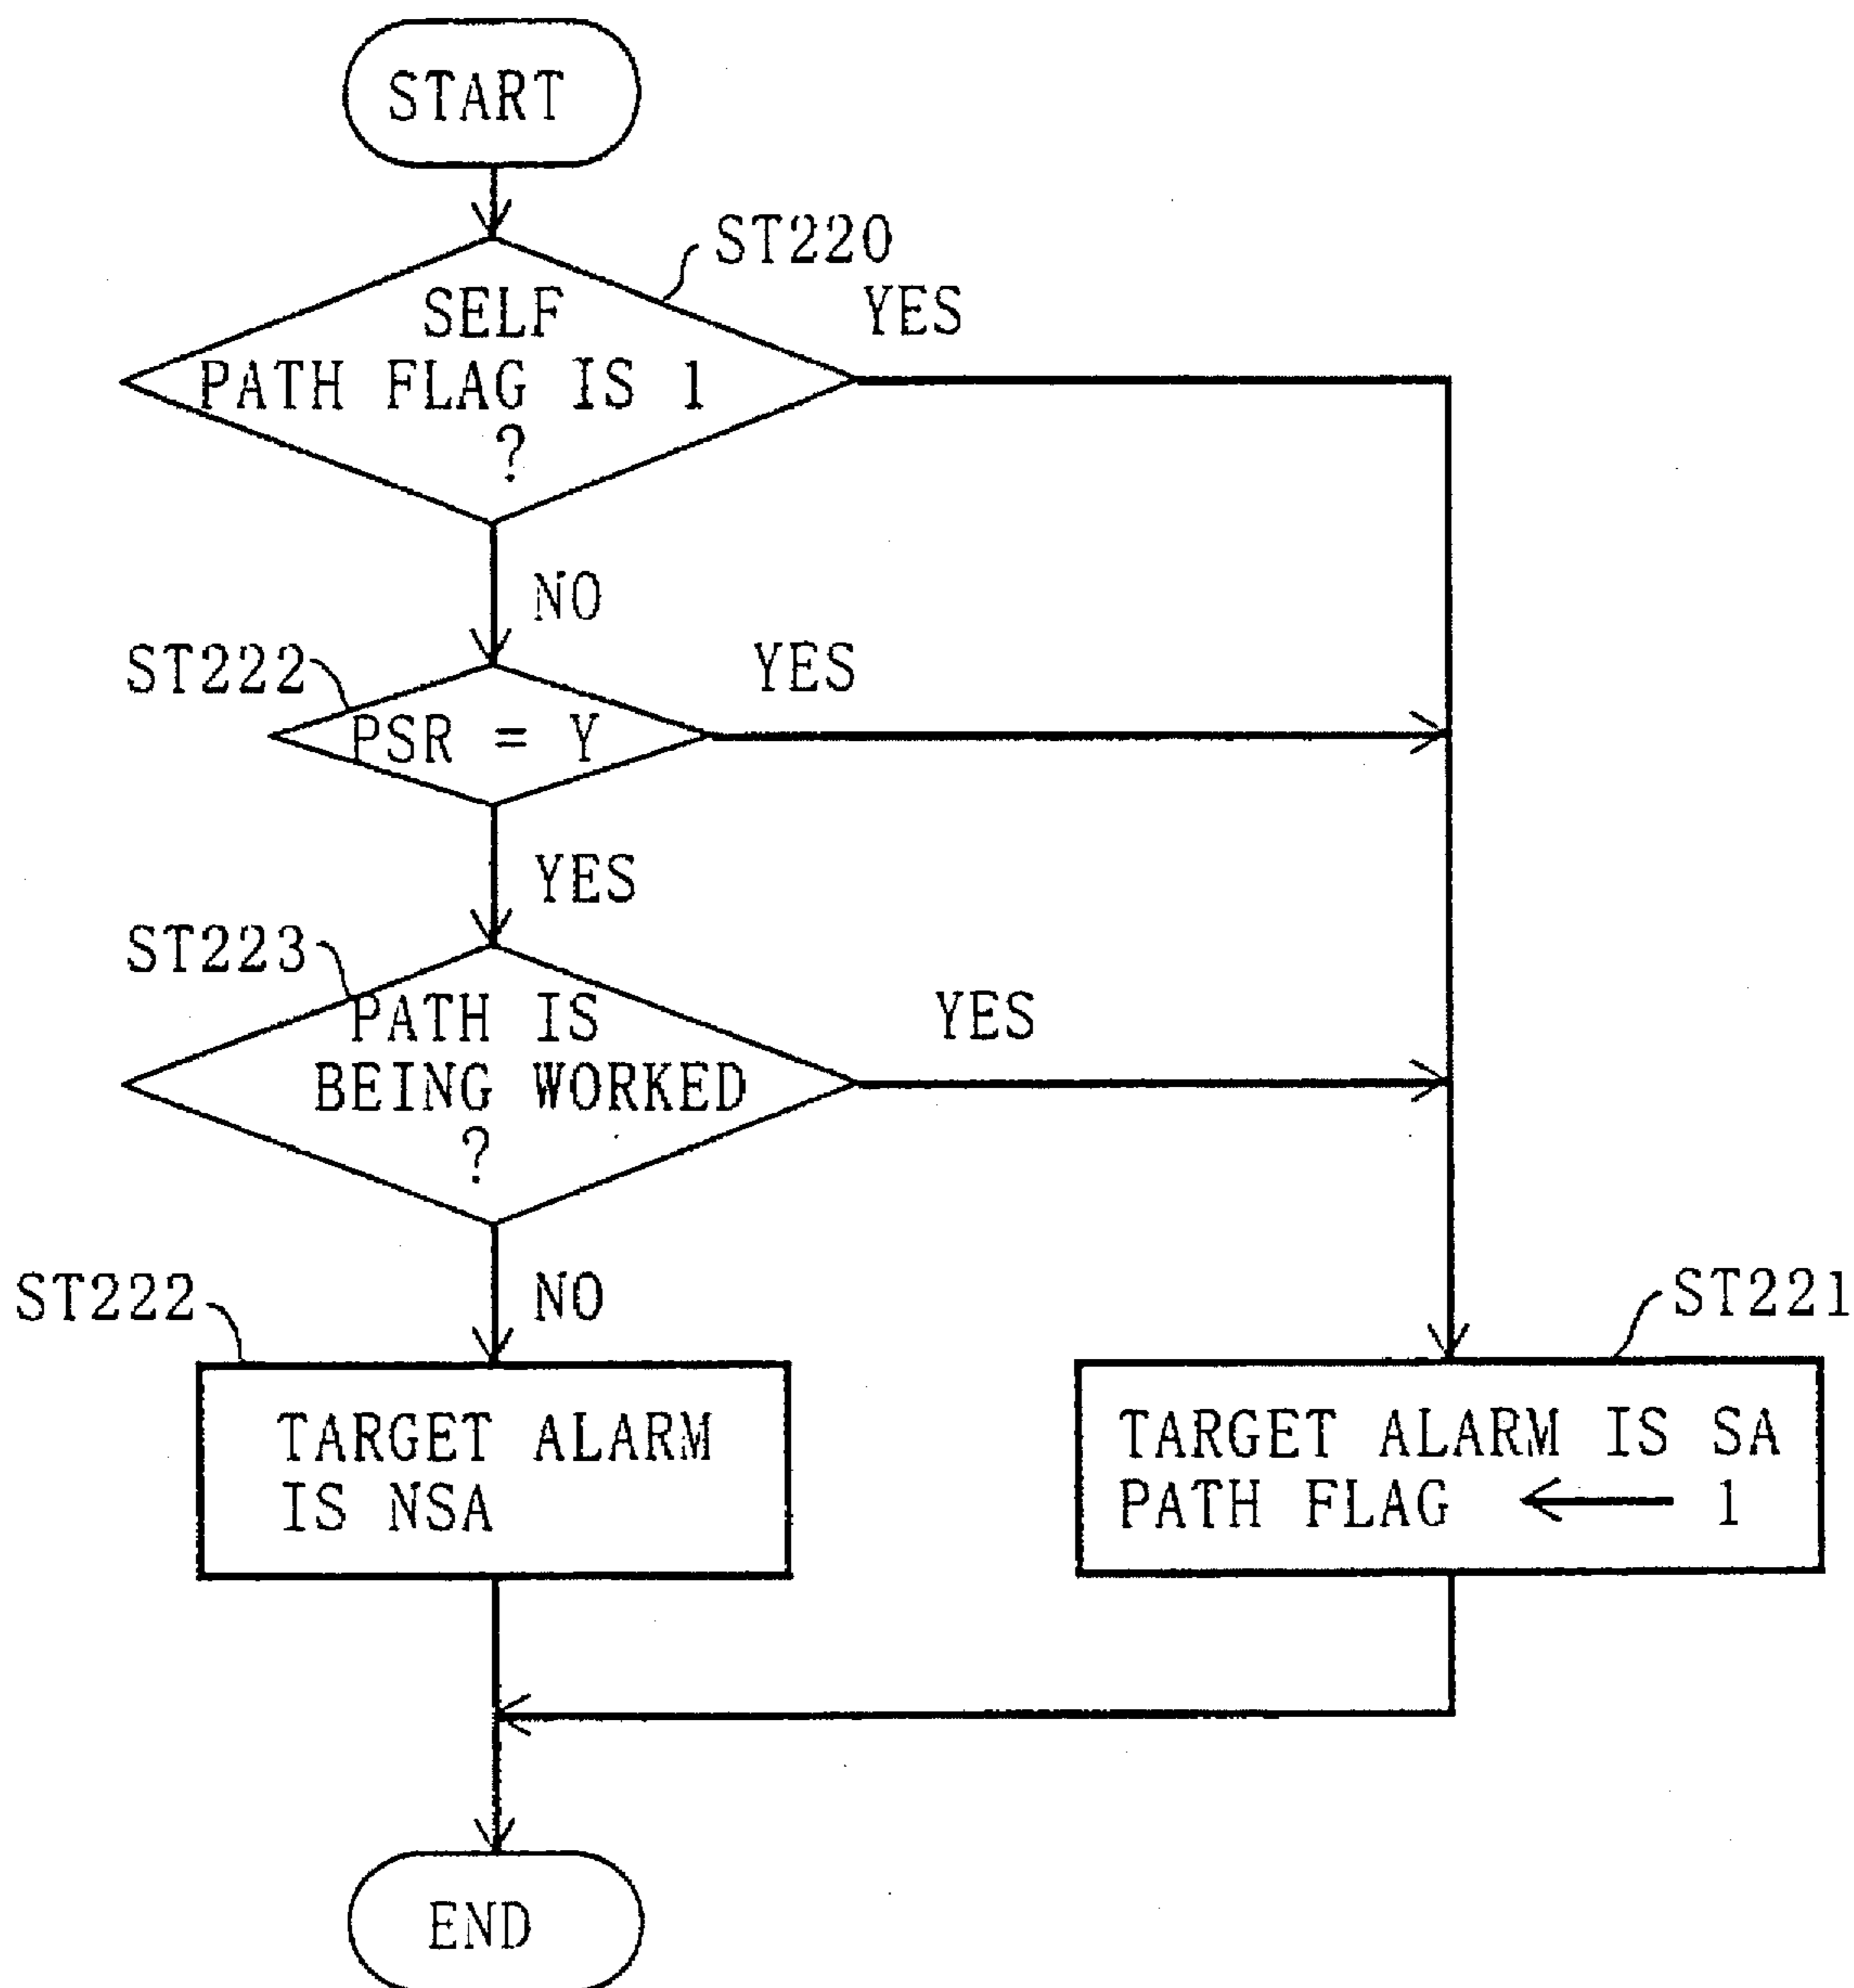 START
ST220
SELF
PATH FLAG IS 1
?
YES
NO
ST222
PSR = Y
YES
YES
ST223
PATH IS
BEING WORKED
?
YES
NO
ST222
TARGET ALARM
IS NSA
ST221
TARGET ALARM IS SA
PATH FLAG ← 1
END